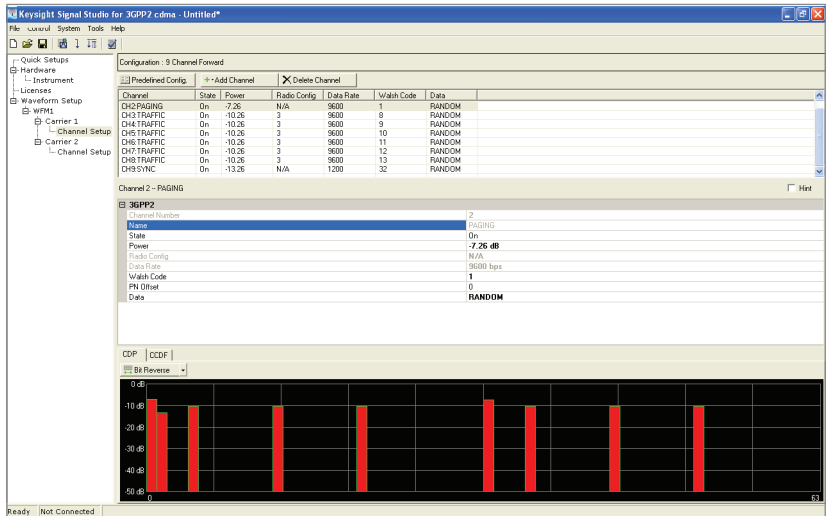 Keysight Signal Studio for 3GPP2 cdma - Untitled*
File Control System Tools Help
Quick Setups
Hardware
Instrument
Licenses
Waveform Setup
WFM1
Carrier 1
Channel Setup
Carrier 2
Channel Setup
Configuration : 9 Channel Forward
Predefined Config. Add Channel Delete Channel
Channel State Power Radio Config Data Rate Walsh Code Data
CH2:PAGING On -7.26 N/A 9600 1 RANDOM
CH3:TRAFFIC On -10.26 3 9600 8 RANDOM
CH4:TRAFFIC On -10.26 3 9600 9 RANDOM
CH5:TRAFFIC On -10.26 3 9600 10 RANDOM
CH6:TRAFFIC On -10.26 3 9600 11 RANDOM
CH7:TRAFFIC On -10.26 3 9600 12 RANDOM
CH8:TRAFFIC On -10.26 3 9600 13 RANDOM
CH9:SYNC On -13.26 N/A 1200 32 RANDOM
Channel 2 -- PAGING Hint
3GPP2
Channel Number 2
Name PAGING
State On
Power -7.26 dB
Radio Config N/A
Data Rate 9600 bps
Walsh Code 1
PN Offset 0
Data RANDOM
CDP CCDF
Bit Reverse
0 dB
-10 dB
-20 dB
-30 dB
-40 dB
-50 dB
0 63
Ready Not Connected